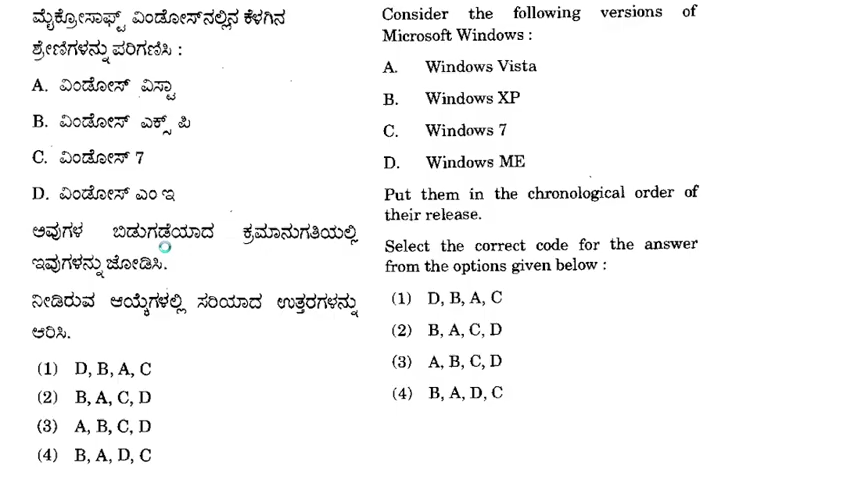 ಮೈಕ್ರೋಸಾಫ್ಟ್ ವಿಂಡೋಸ್‌ನಲ್ಲಿನ ಕೆಳಗಿನ
ಶ್ರೇಣಿಗಳನ್ನು ಪರಿಗಣಿಸಿ :
A. ವಿಂಡೋಸ್ ವಿಸ್ಟಾ
B. ವಿಂಡೋಸ್ ಎಕ್ಸ್ ಪಿ
C. ವಿಂಡೋಸ್ 7
D. ವಿಂಡೋಸ್ ಎಂ ಇ
ಅವುಗಳ ಬಿಡುಗಡೆಯಾದ ಕ್ರಮಾನುಗತಿಯಲ್ಲಿ
ಇವುಗಳನ್ನು ಜೋಡಿಸಿ.
ನೀಡಿರುವ ಆಯ್ಕೆಗಳಲ್ಲಿ ಸರಿಯಾದ ಉತ್ತರಗಳನ್ನು
ಆರಿಸಿ.
(1) D, B, A, C
(2) B, A, C, D
(3) A, B, C, D
(4) B, A, D, C
Consider the following versions of
Microsoft Windows :
A. Windows Vista
B. Windows XP
C. Windows 7
D. Windows ME
Put them in the chronological order of
their release.
Select the correct code for the answer
from the options given below :
(1) D, B, A, C
(2) B, A, C, D
(3) A, B, C, D
(4) B, A, D, C